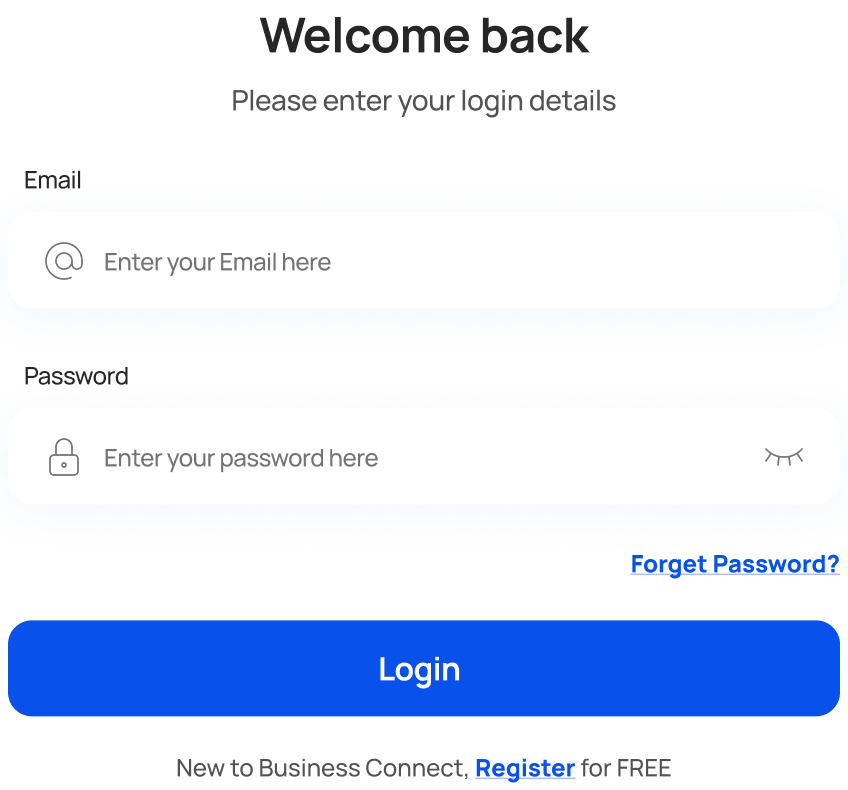 Welcome back
Please enter your login details
Email
Enter your Email here
Password
Enter your password here
Forget Password?
Login
New to Business Connect, Register for FREE